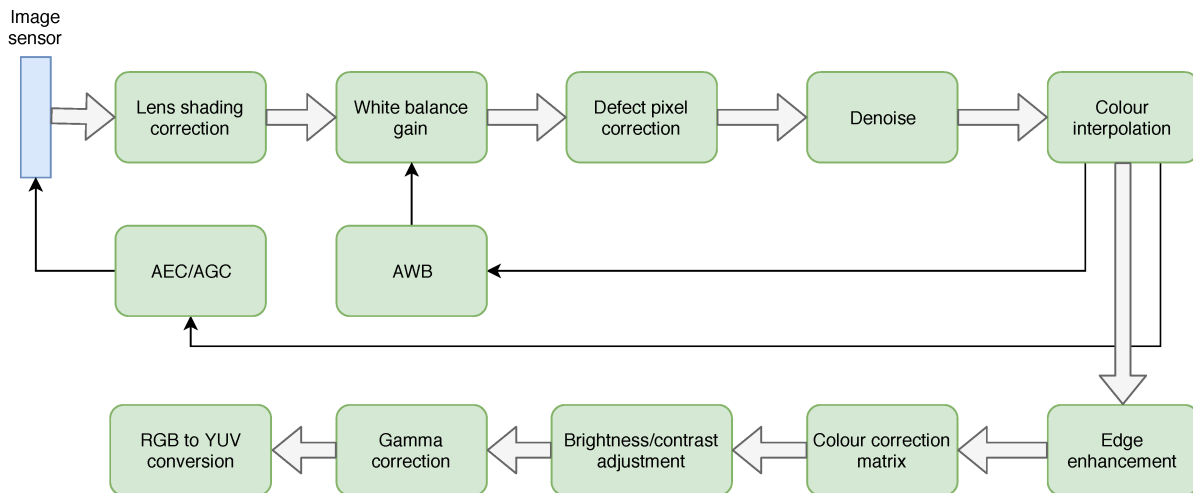 Image
sensor
Lens shading
correction
White balance
gain
Defect pixel
correction
Denoise
Colour
interpolation
AEC/AGC
AWB
RGB to YUV
conversion
Gamma
correction
Brightness/contrast
adjustment
Colour correction
matrix
Edge
enhancement